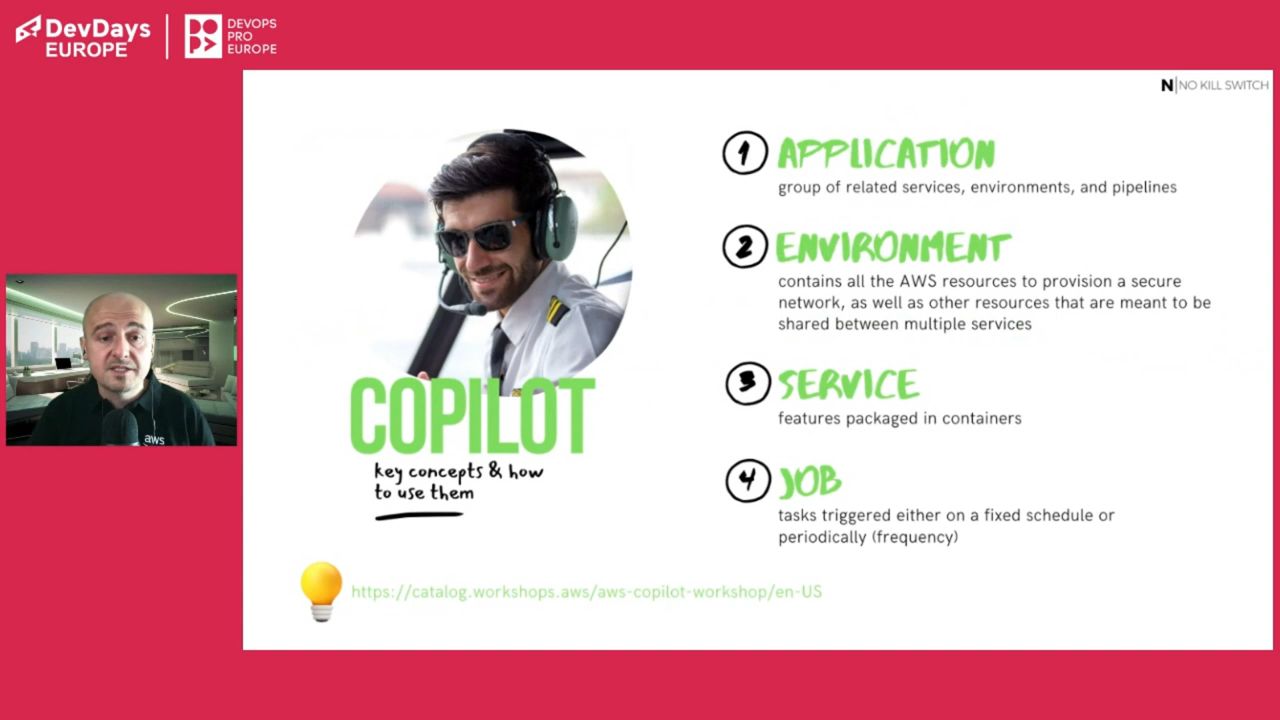 DevDays
EUROPE
DEVOPS
PRO
EUROPE
N NO KILL SWITCH
COPILOT
key concepts & how
to use them
1 APPLICATION
group of related services, environments, and pipelines
2 ENVIRONMENT
contains all the AWS resources to provision a secure
network, as well as other resources that are meant to be
shared between multiple services
3 SERVICE
features packaged in containers
4 JOB
tasks triggered either on a fixed schedule or
periodically (frequency)
https://catalog.workshops.aws/aws-copilot-workshop/en-US
aws